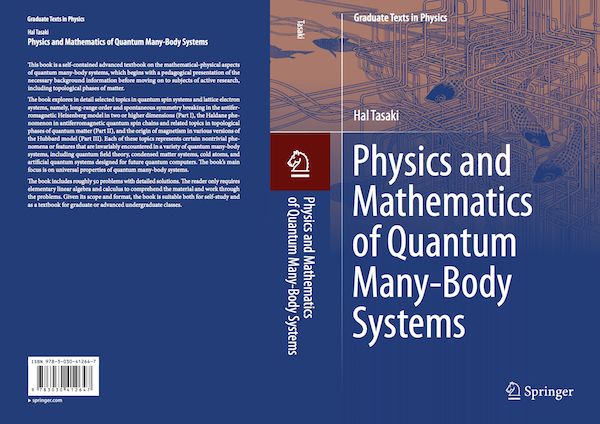 Graduate Texts in Physics
Hal Tasaki
Physics and Mathematics of Quantum Many-Body Systems
This book is a self-contained advanced textbook on the mathematical-physical aspects
of quantum many-body systems, which begins with a pedagogical presentation of the
necessary background information before moving on to subjects of active research,
including topological phases of matter.
The book explores in detail selected topics in quantum spin systems and lattice electron
systems, namely, long-range order and spontaneous symmetry breaking in the antifer-
romagnetic Heisenberg model in two or higher dimensions (Part I), the Haldane phe-
nomenon in antiferromagnetic quantum spin chains and related topics in topological
phases of quantum matter (Part II), and the origin of magnetism in various versions of
the Hubbard model (Part III). Each of these topics represents certain nontrivial phe-
nomena or features that are invariably encountered in a variety of quantum many-body
systems, including quantum field theory, condensed matter systems, cold atoms, and
artificial quantum systems designed for future quantum computers. The book's main
focus is on universal properties of quantum many-body systems.
The book includes roughly 50 problems with detailed solutions. The reader only requires
elementary linear algebra and calculus to comprehend the material and work through
the problems. Given its scope and format, the book is suitable both for self-study and
as a textbook for graduate or advanced undergraduate classes.
ISBN 978-3-030-41264-7
9 783030 412647
▸ springer.com
Tasaki
Physics and Mathematics
of Quantum Many-Body Systems
Graduate Texts in Physics
Hal Tasaki
Physics and
Mathematics
of Quantum
Many-Body
Systems
Springer